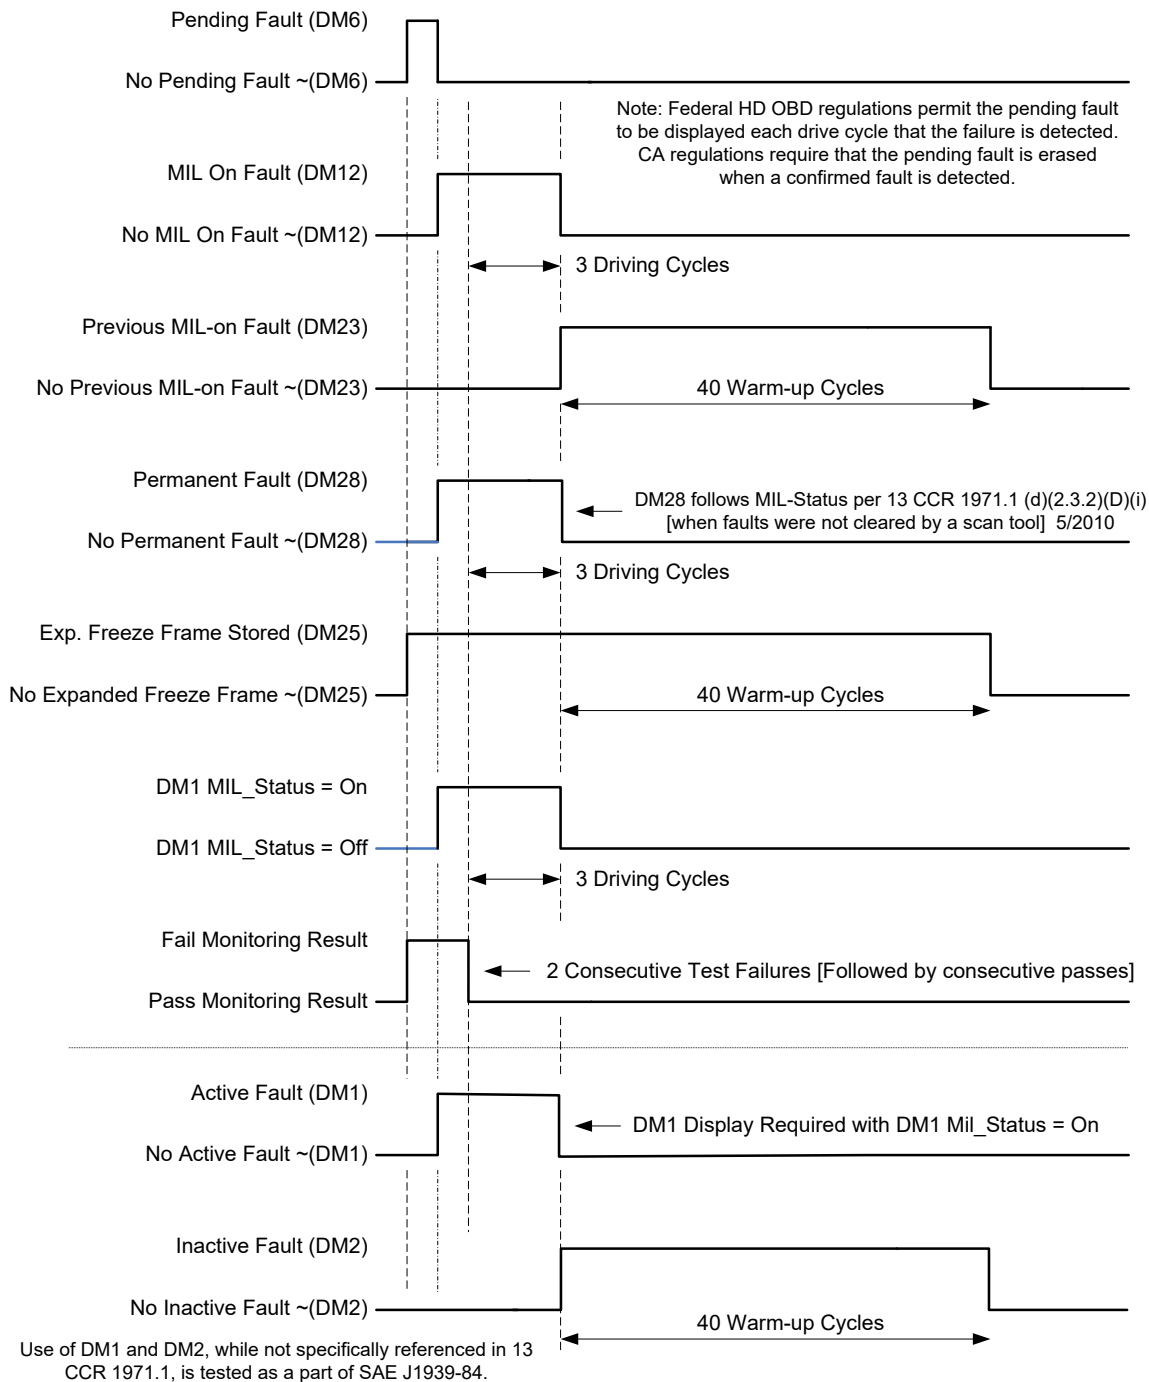 Pending Fault (DM6)
No Pending Fault ~(DM6)
Note: Federal HD OBD regulations permit the pending fault
to be displayed each drive cycle that the failure is detected.
CA regulations require that the pending fault is erased
when a confirmed fault is detected.
MIL On Fault (DM12)
No MIL On Fault ~(DM12)
3 Driving Cycles
Previous MIL-on Fault (DM23)
No Previous MIL-on Fault ~(DM23)
40 Warm-up Cycles
Permanent Fault (DM28)
DM28 follows MIL-Status per 13 CCR 1971.1 (d)(2.3.2)(D)(i)
[when faults were not cleared by a scan tool]  5/2010
No Permanent Fault ~(DM28)
3 Driving Cycles
Exp. Freeze Frame Stored (DM25)
No Expanded Freeze Frame ~(DM25)
40 Warm-up Cycles
DM1 MIL_Status = On
DM1 MIL_Status = Off
3 Driving Cycles
Fail Monitoring Result
2 Consecutive Test Failures [Followed by consecutive passes]
Pass Monitoring Result
Active Fault (DM1)
DM1 Display Required with DM1 Mil_Status = On
No Active Fault ~(DM1)
Inactive Fault (DM2)
No Inactive Fault ~(DM2)
40 Warm-up Cycles
Use of DM1 and DM2, while not specifically referenced in 13
CCR 1971.1, is tested as a part of SAE J1939-84.